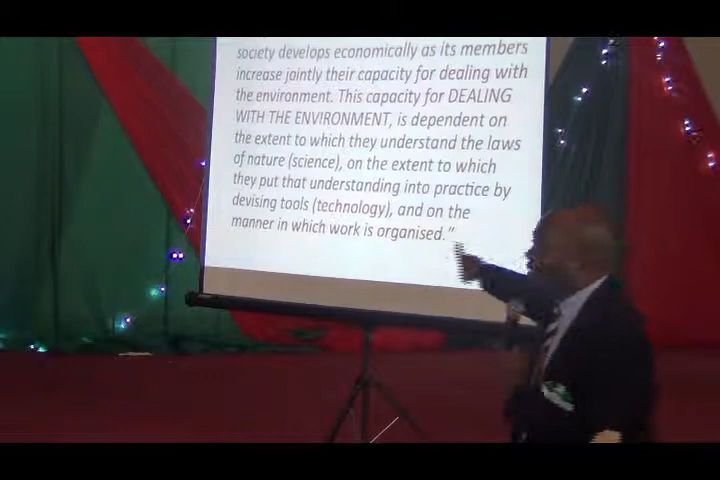 society develops economically as its members
increase jointly their capacity for dealing with
the environment. This capacity for DEALING
WITH THE ENVIRONMENT, is dependent on
the extent to which they understand the laws
of nature (science), on the extent to which
they put that understanding into practice by
devising tools (technology), and on the
manner in which work is organised.”